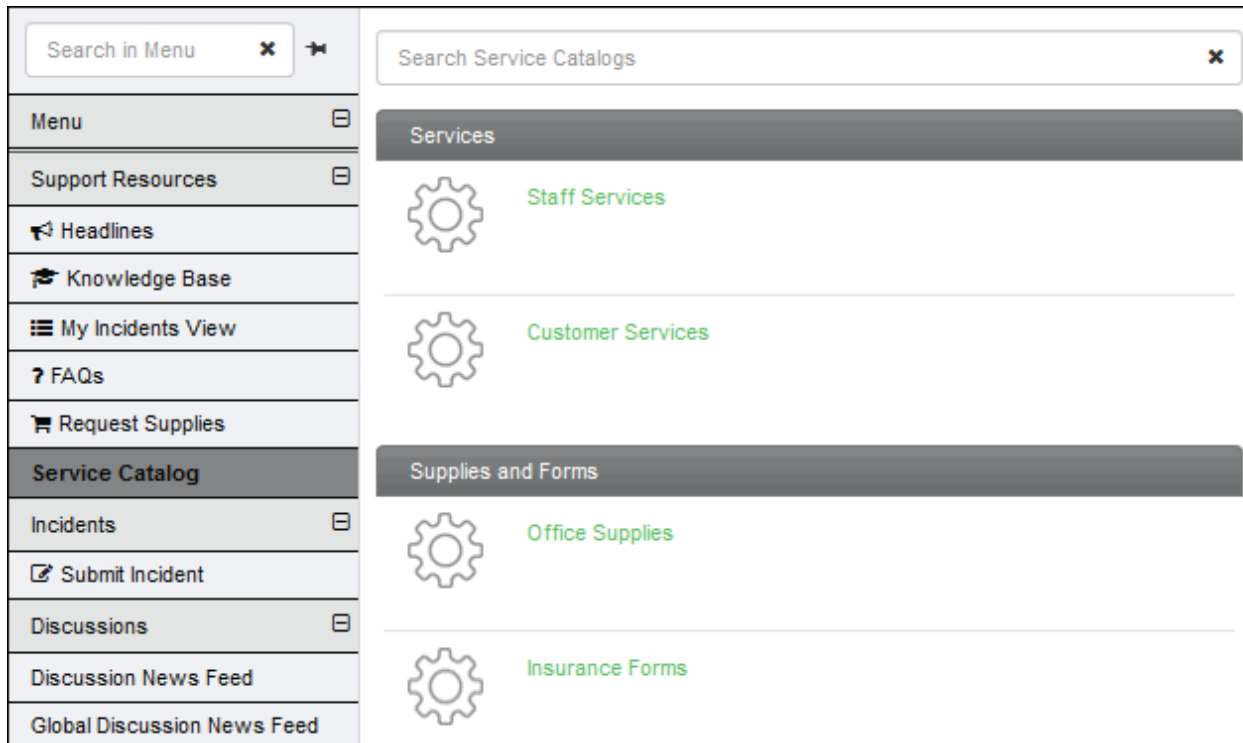 Search in Menu
Menu
Support Resources
Headlines
Knowledge Base
My Incidents View
? FAQs
Request Supplies
Service Catalog
Incidents
Submit Incident
Discussions
Discussion News Feed
Global Discussion News Feed
Search Service Catalogs
Services
Staff Services
Customer Services
Supplies and Forms
Office Supplies
Insurance Forms